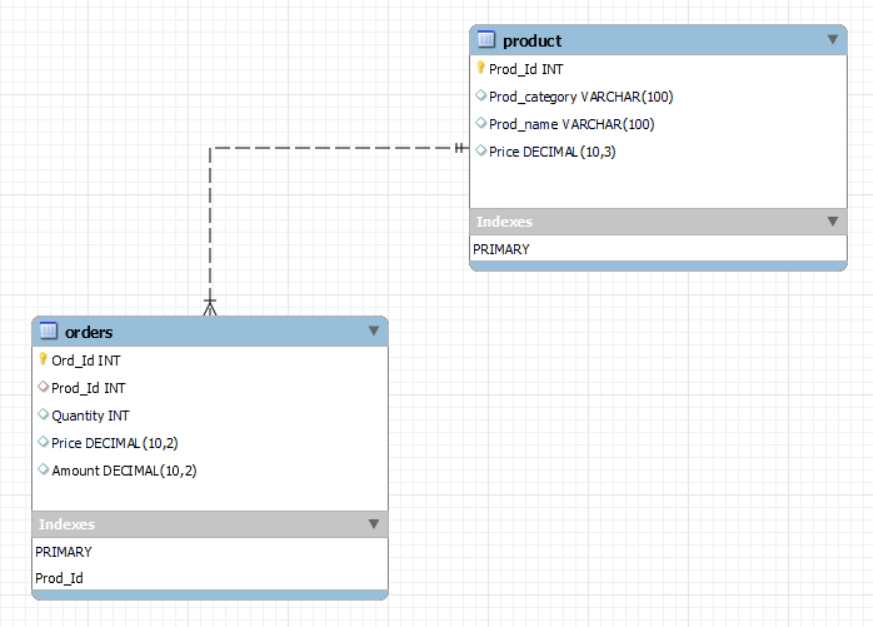 product
Prod_Id INT
Prod_category VARCHAR(100)
Prod_name VARCHAR(100)
Price DECIMAL(10,3)
Indexes
PRIMARY
orders
Ord_Id INT
Prod_Id INT
Quantity INT
Price DECIMAL(10,2)
Amount DECIMAL(10,2)
Indexes
PRIMARY
Prod_Id